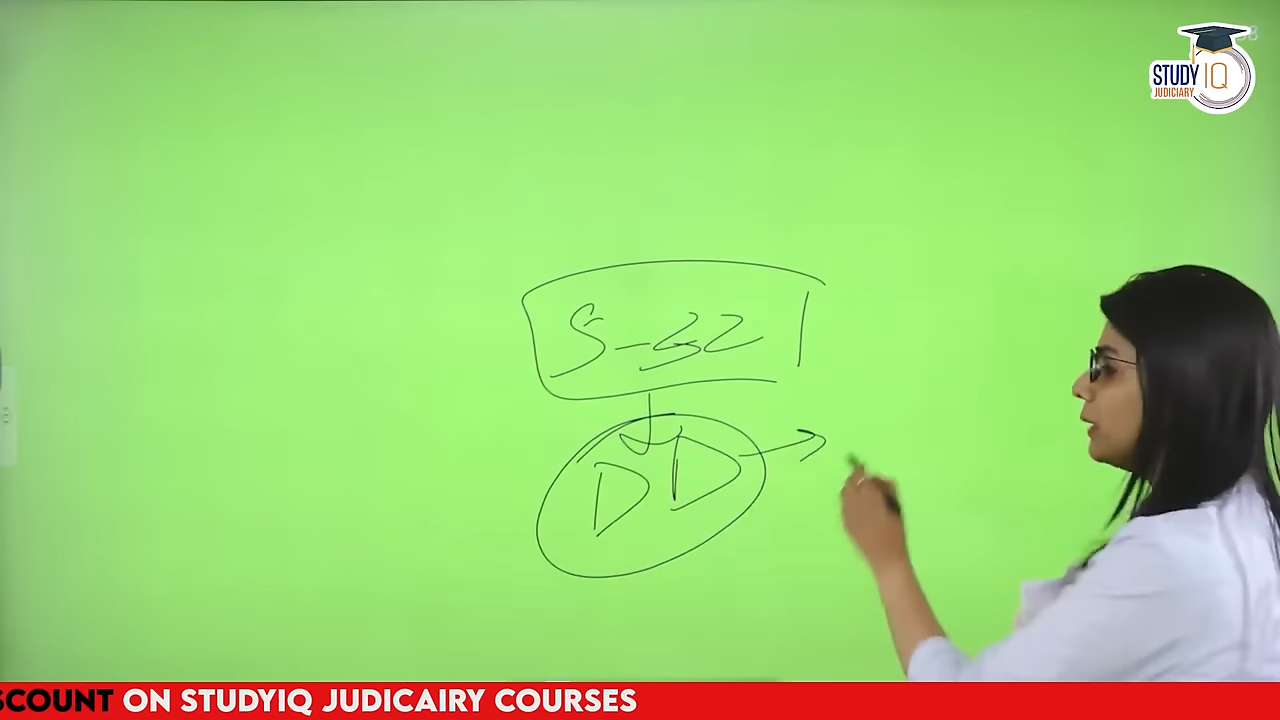 STUDY IQ
JUDICIARY
S-32
DD
SCOUNT ON STUDYIQ JUDICAIRY COURSES